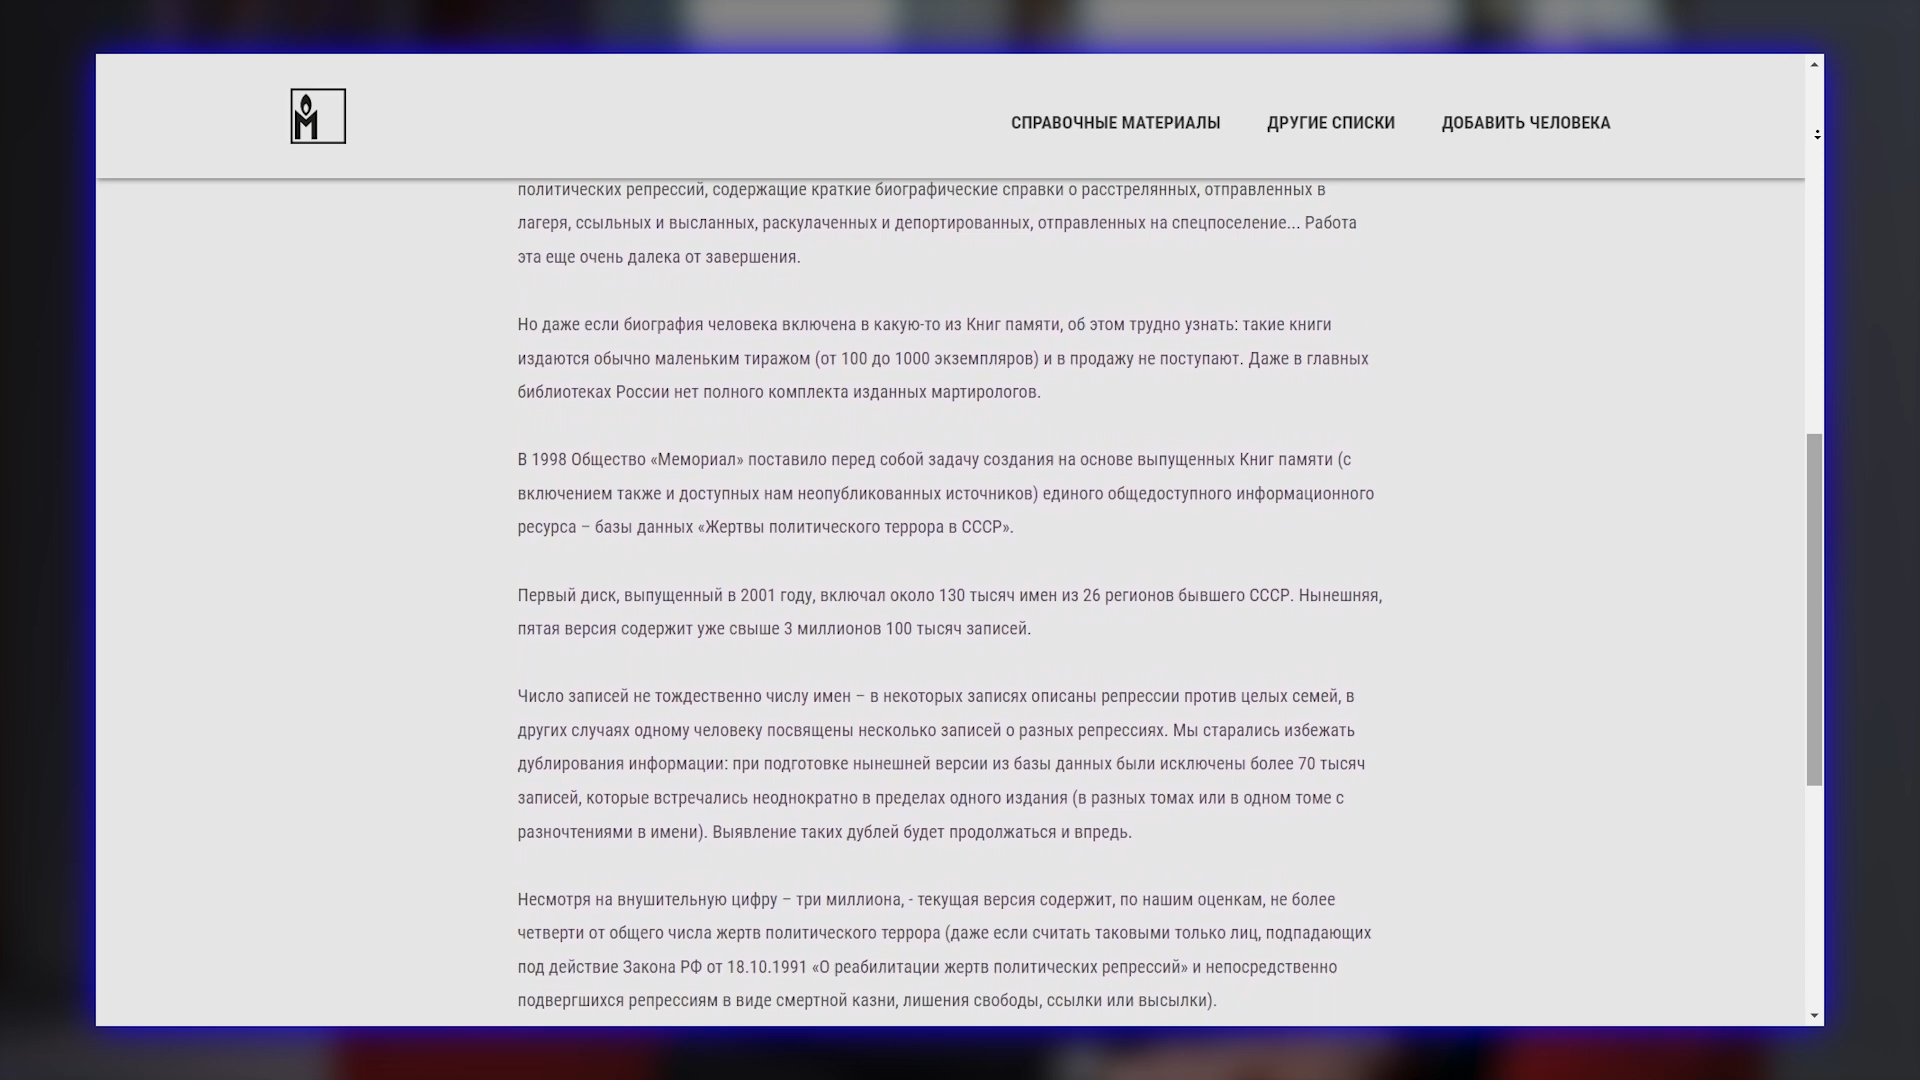 М
СПРАВОЧНЫЕ МАТЕРИАЛЫ ДРУГИЕ СПИСКИ ДОБАВИТЬ ЧЕЛОВЕКА
политических репрессий, содержащие краткие биографические справки о расстрелянных, отправленных в
лагеря, ссыльных и высланных, раскулаченных и депортированных, отправленных на спецпоселение... Работа
эта еще очень далека от завершения.
Но даже если биография человека включена в какую-то из Книг памяти, об этом трудно узнать: такие книги
издаются обычно маленьким тиражом (от 100 до 1000 экземпляров) и в продажу не поступают. Даже в главных
библиотеках России нет полного комплекта изданных мартирологов.
В 1998 Общество «Мемориал» поставило перед собой задачу создания на основе выпущенных Книг памяти (с
включением также и доступных нам неопубликованных источников) единого общедоступного информационного
ресурса – базы данных «Жертвы политического террора в СССР».
Первый диск, выпущенный в 2001 году, включал около 130 тысяч имен из 26 регионов бывшего СССР. Нынешняя,
пятая версия содержит уже свыше 3 миллионов 100 тысяч записей.
Число записей не тождественно числу имен – в некоторых записях описаны репрессии против целых семей, в
других случаях одному человеку посвящены несколько записей о разных репрессиях. Мы старались избежать
дублирования информации: при подготовке нынешней версии из базы данных были исключены более 70 тысяч
записей, которые встречались неоднократно в пределах одного издания (в разных томах или в одном томе с
разночтениями в имени). Выявление таких дублей будет продолжаться и впредь.
Несмотря на внушительную цифру – три миллиона, - текущая версия содержит, по нашим оценкам, не более
четверти от общего числа жертв политического террора (даже если считать таковыми только лиц, подпадающих
под действие Закона РФ от 18.10.1991 «О реабилитации жертв политических репрессий» и непосредственно
подвергшихся репрессиям в виде смертной казни, лишения свободы, ссылки или высылки).